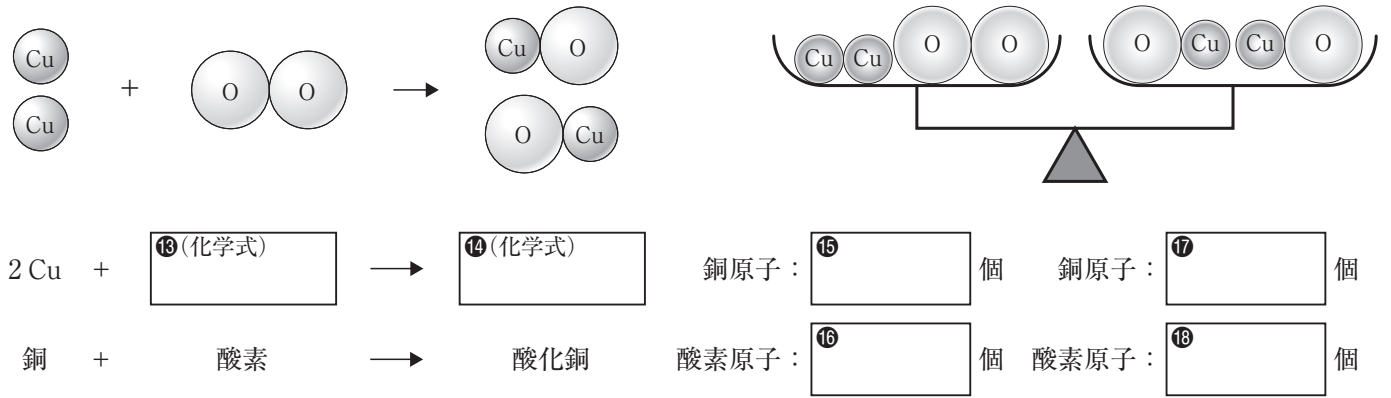 Cu
Cu
+
O O
→
Cu O
O Cu
Cu Cu O O
O Cu Cu O
2 Cu + ⓭(化学式) → ⓮(化学式)
銅原子：⓯ 個
銅原子：⓱ 個
銅 + 酸素 → 酸化銅
酸素原子：⓰ 個
酸素原子：⓲ 個